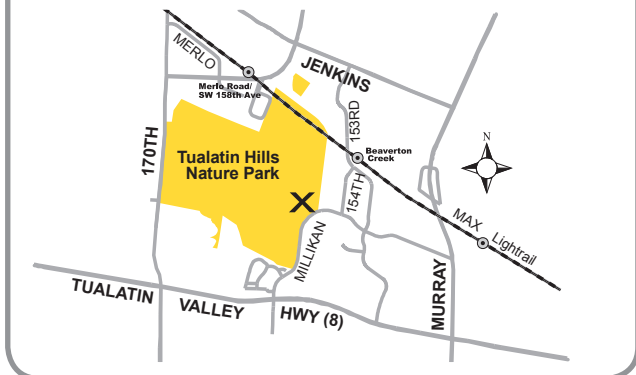 MERLO
JENKINS
Merlo Road/
SW 158th Ave
153RD
170TH
Tualatin Hills
Nature Park
Beaverton
Creek
N
154TH
X
MAX Lightrail
MILLIKAN
MURRAY
TUALATIN VALLEY HWY (8)